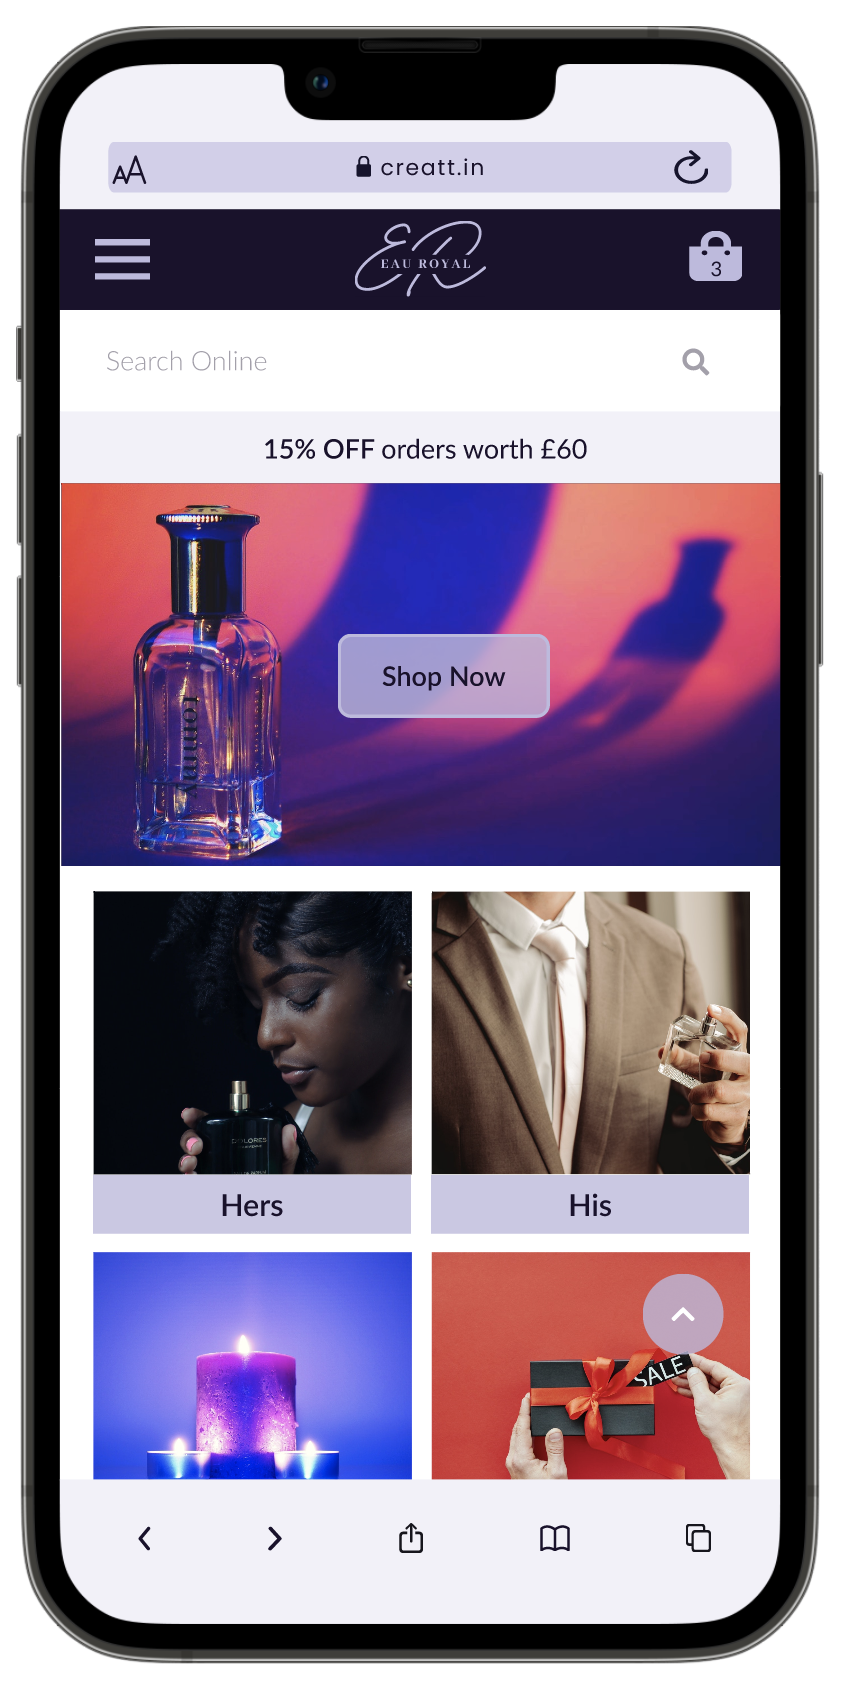 AA
creatt.in
ER
EAU ROYAL
3
Search Online
15% OFF orders worth £60
Tommy
Shop Now
DOLORES
Hers
His
SALE